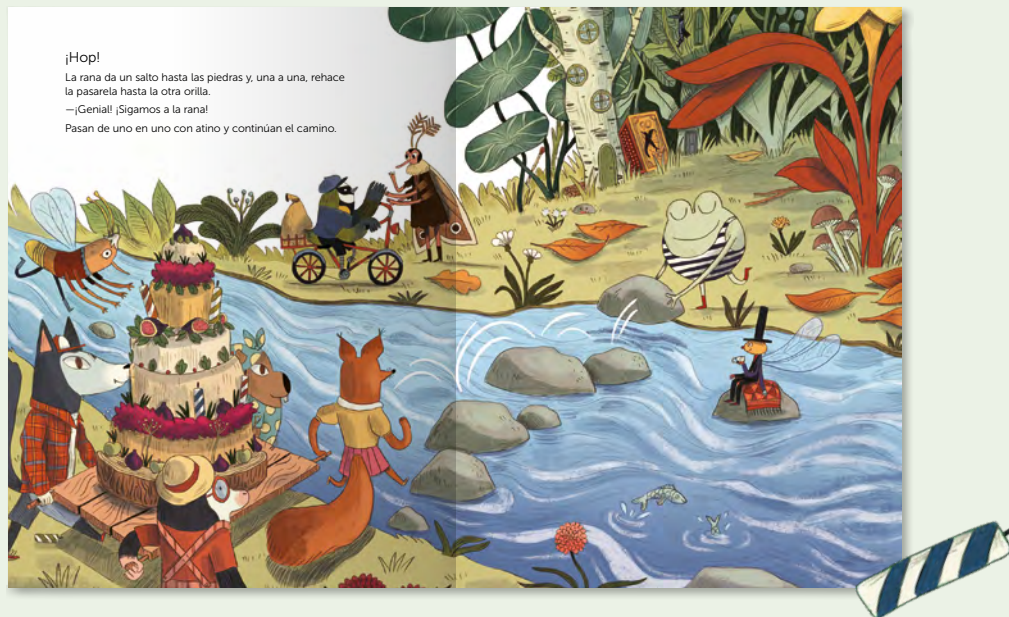 ¡Hop!
La rana da un salto hasta las piedras y, una a una, rehace
la pasarela hasta la otra orilla.
—¡Genial! ¡Sigamos a la rana!
Pasan de uno en uno con atino y continúan el camino.